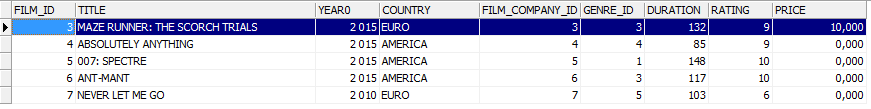 FILM_ID TITLE YEAR0 COUNTRY FILM_COMPANY_ID GENRE_ID DURATION RATING PRICE
3 MAZE RUNNER: THE SCORCH TRIALS 2 015 EURO 3 3 132 9 10,000
4 ABSOLUTELY ANYTHING 2 015 AMERICA 4 4 85 9 0,000
5 007: SPECTRE 2 015 AMERICA 5 1 148 10 0,000
6 ANT-MANT 2 015 AMERICA 6 3 117 10 0,000
7 NEVER LET ME GO 2 010 EURO 7 5 103 6 0,000